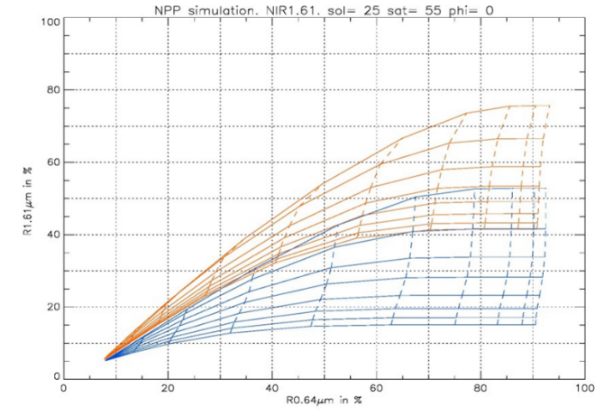 NPP simulation. NIR1.61. sol= 25 sat= 55 phi= 0
100
80
60
40
20
0
R1.61μm in %
0 20 40 60 80 100
R0.64μm in %